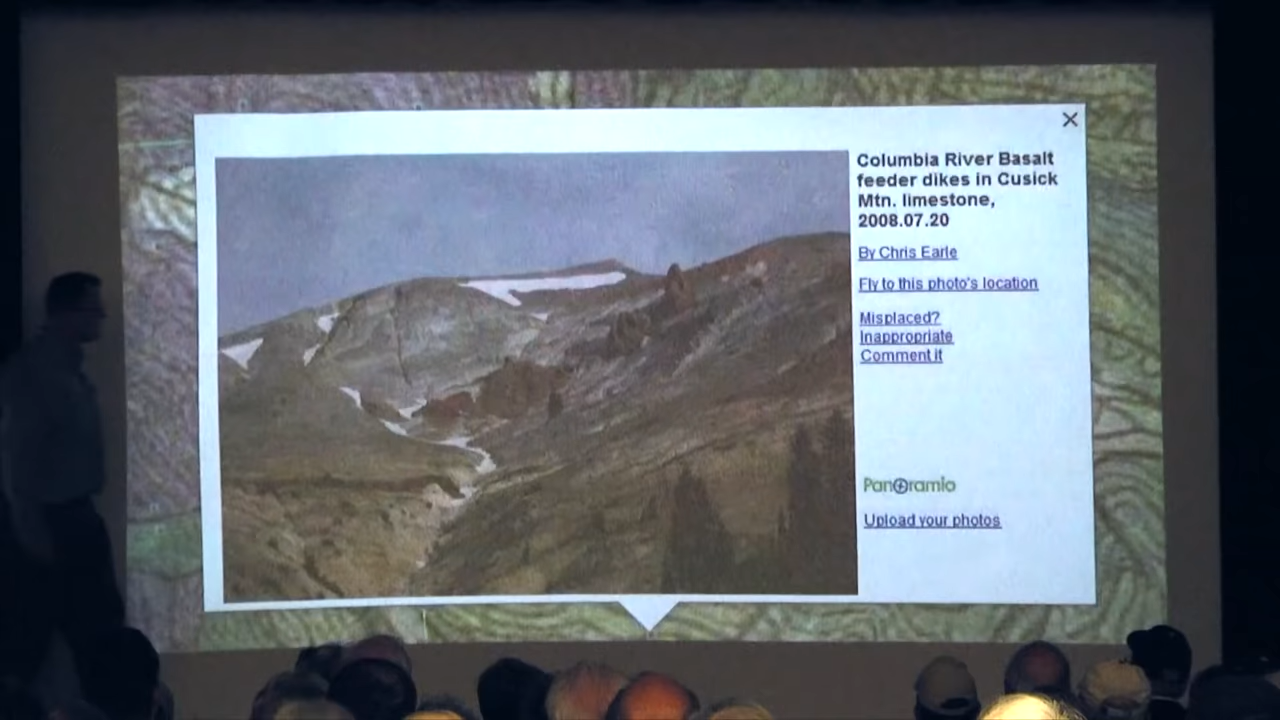 Columbia River Basalt
feeder dikes in Cusick
Mtn. limestone,
2008.07.20
By Chris Earle
Fly to this photo's location
Misplaced?
Inappropriate
Comment it
Panoramio
Upload your photos